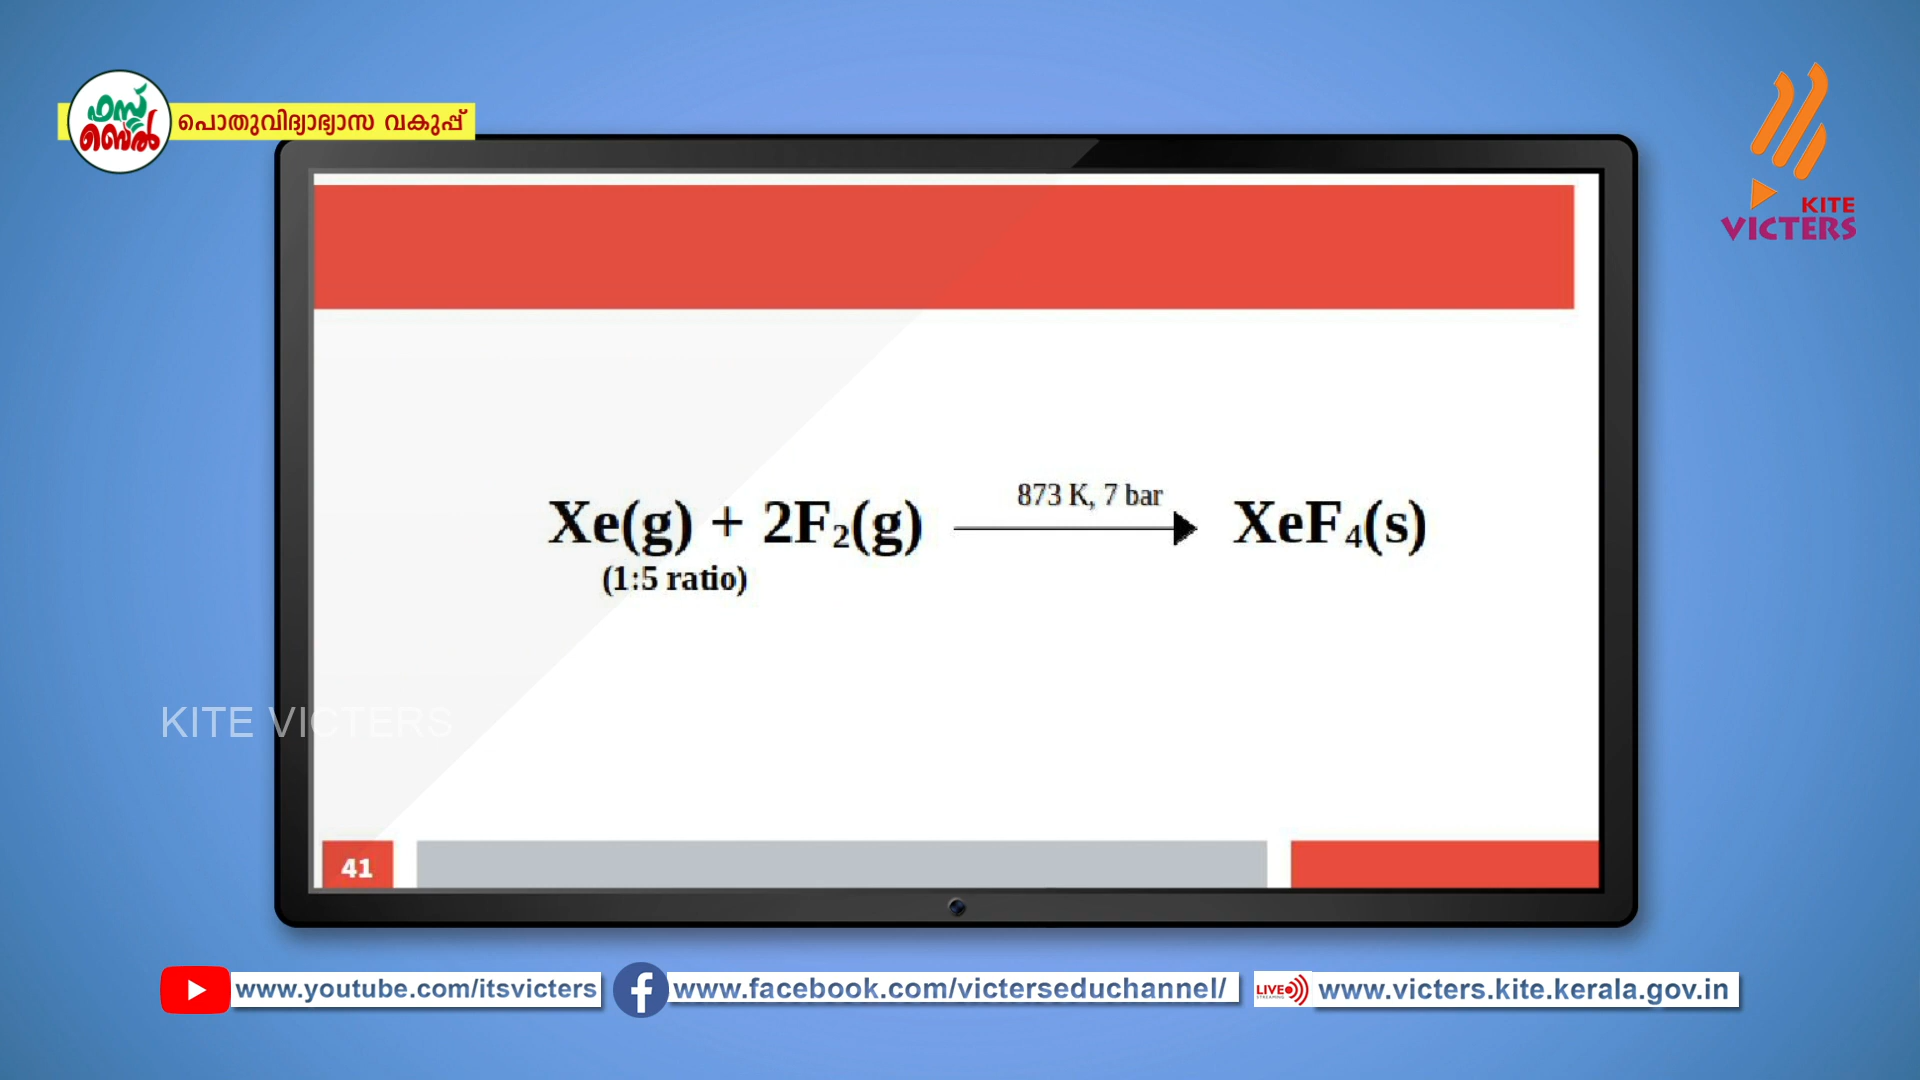 ഫസ്റ്റ്
ബെൽ
പൊതുവിദ്യാഭ്യാസ വകുപ്പ്
KITE
VICTERS
873 K, 7 bar
Xe(g) + 2F₂(g) XeF₄(s)
(1:5 ratio)
KITE VICTERS
41
www.youtube.com/itsvicters
www.facebook.com/victerseduchannel/
LIVE
STREAMING
www.victers.kite.kerala.gov.in